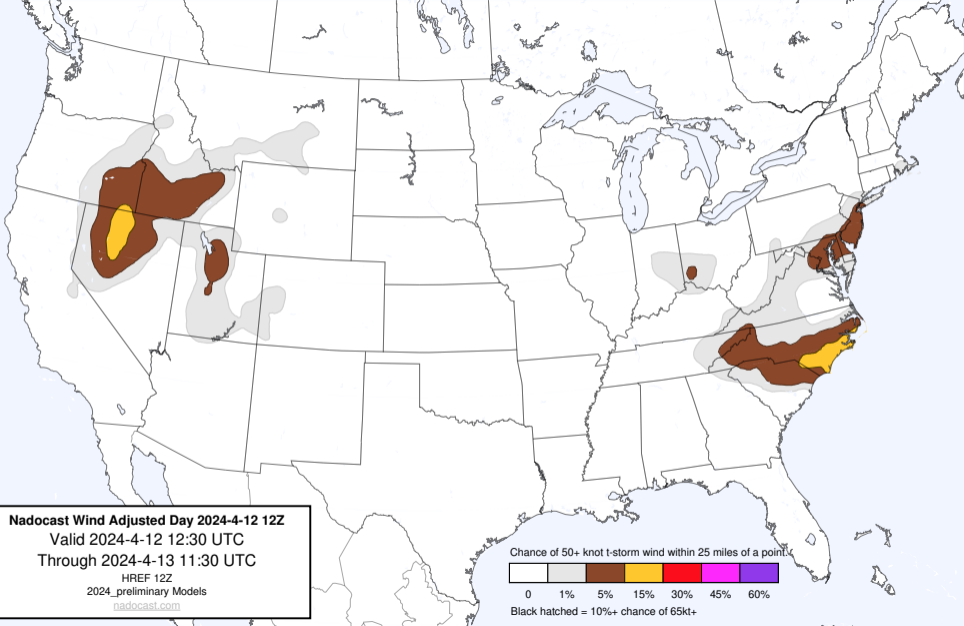 Nadocast Wind Adjusted Day 2024-4-12 12Z
Valid 2024-4-12 12:30 UTC
Through 2024-4-13 11:30 UTC
HREF 12Z
2024_preliminary Models
nadocast.com
Chance of 50+ knot t-storm wind within 25 miles of a point.
0 1% 5% 15% 30% 45% 60%
Black hatched = 10%+ chance of 65kt+